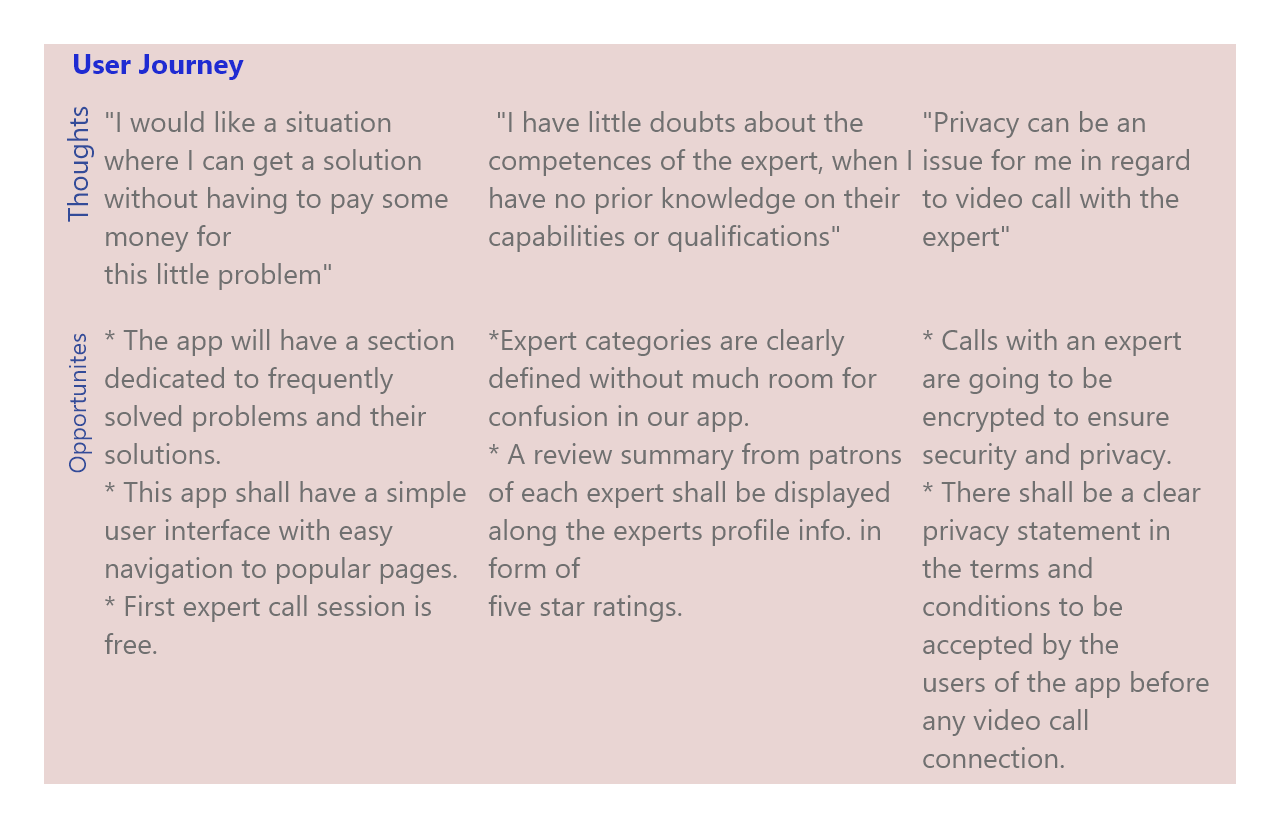 User Journey
Thoughts
"I would like a situation
where I can get a solution
without having to pay some
money for
this little problem"
"I have little doubts about the
competences of the expert, when I
have no prior knowledge on their
capabilities or qualifications"
"Privacy can be an
issue for me in regard
to video call with the
expert"
Opportunites
* The app will have a section
dedicated to frequently
solved problems and their
solutions.
* This app shall have a simple
user interface with easy
navigation to popular pages.
* First expert call session is
free.
*Expert categories are clearly
defined without much room for
confusion in our app.
* A review summary from patrons
of each expert shall be displayed
along the experts profile info. in
form of
five star ratings.
* Calls with an expert
are going to be
encrypted to ensure
security and privacy.
* There shall be a clear
privacy statement in
the terms and
conditions to be
accepted by the
users of the app before
any video call
connection.